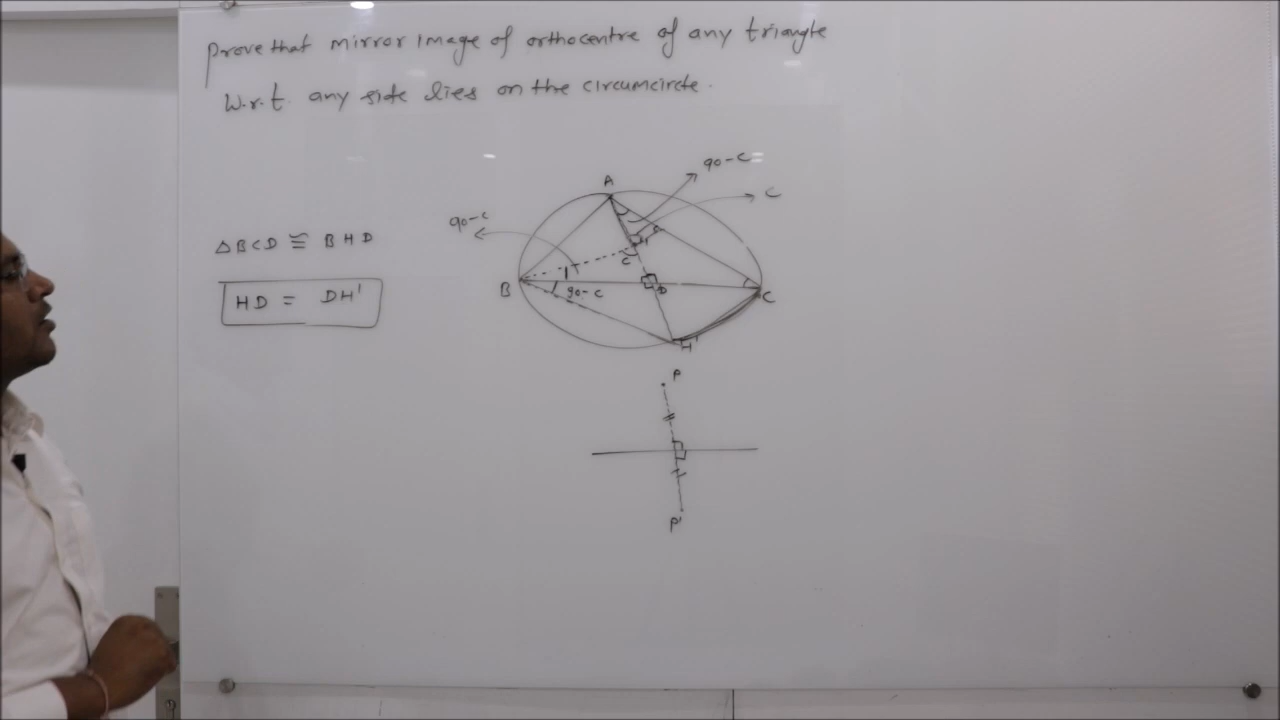 Prove that mirror image of orthocentre of any triangle
w.r.t. any side lies on the circumcircle.
90-C =
A
C
90-C
△BCD ≅ BHD
C
HD = DH'
B
90-C
D
C
H'
P
P'